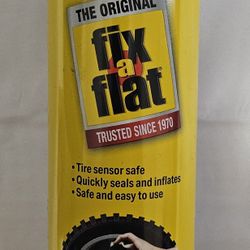 THE ORIGINAL
fix
a
flat®
TRUSTED SINCE 1970
• Tire sensor safe
• Quickly seals and inflates
• Safe and easy to use